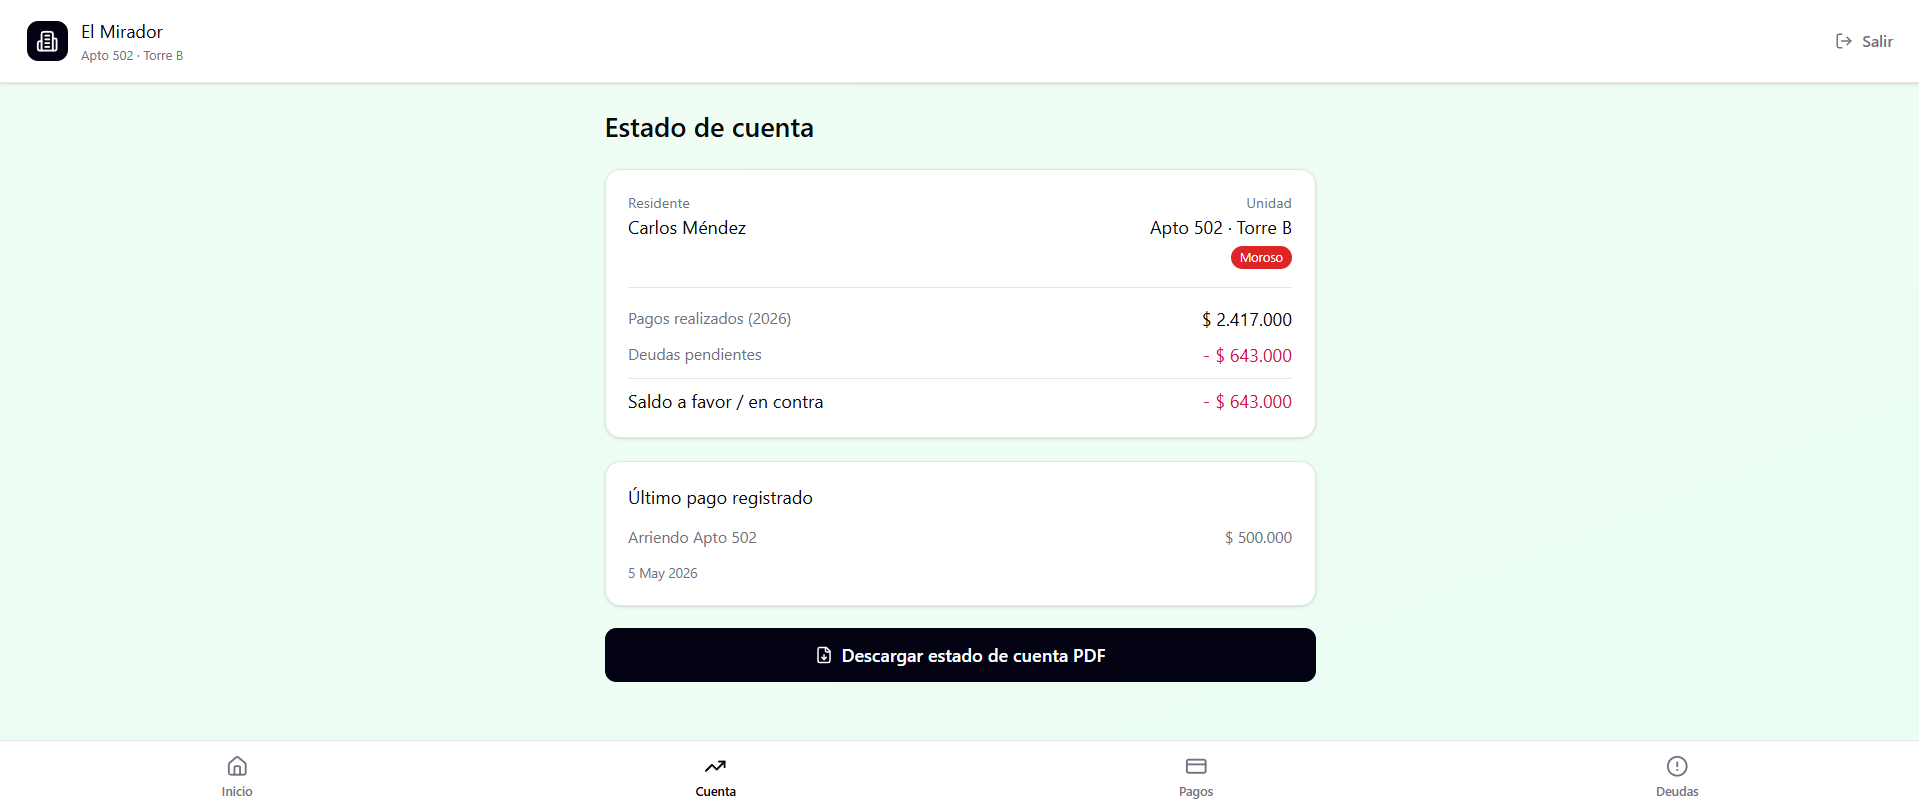 El Mirador
Apto 502 · Torre B
Salir
Estado de cuenta
Residente
Unidad
Carlos Méndez
Apto 502 · Torre B
Moroso
Pagos realizados (2026)
$ 2.417.000
Deudas pendientes
- $ 643.000
Saldo a favor / en contra
- $ 643.000
Último pago registrado
Arriendo Apto 502
$ 500.000
5 May 2026
Descargar estado de cuenta PDF
Inicio
Cuenta
Pagos
Deudas